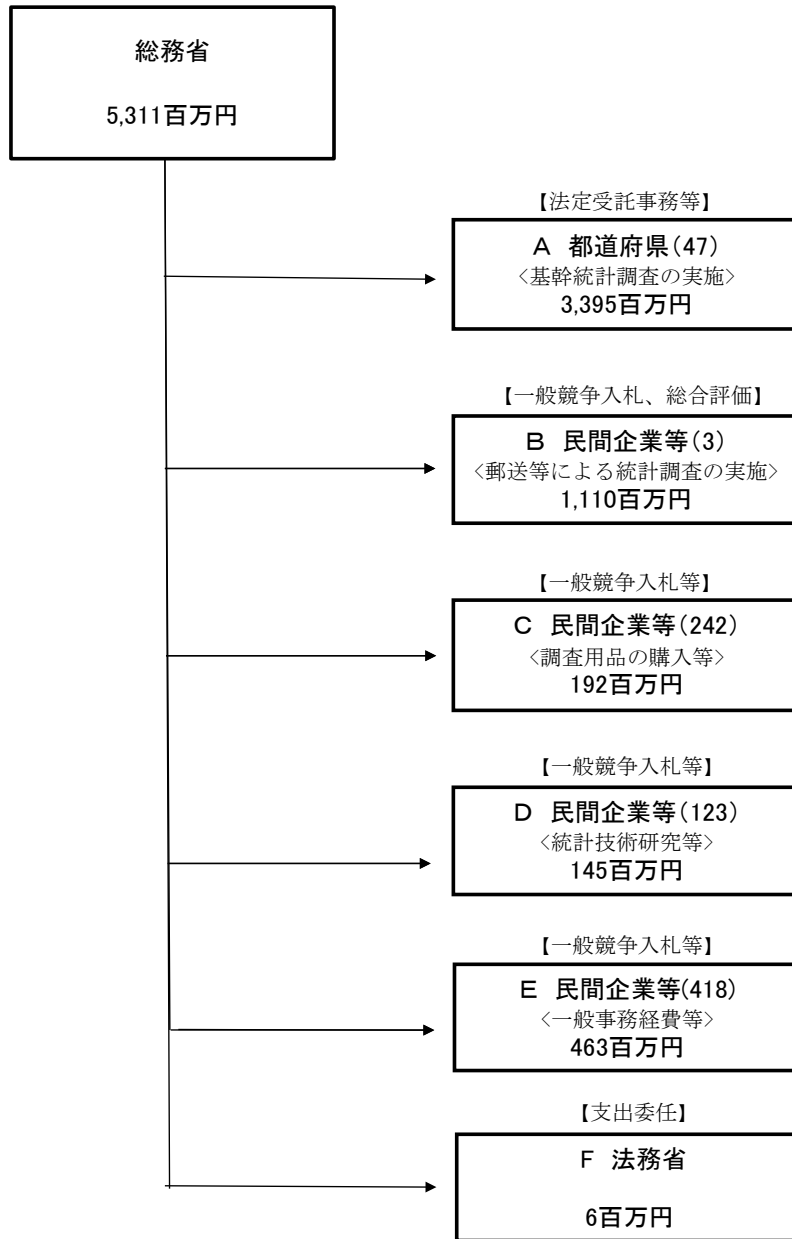 総務省
5,311百万円
【法定受託事務等】
A 都道府県(47)
<基幹統計調査の実施>
3,395百万円
【一般競争入札、総合評価】
B 民間企業等(3)
<郵送等による統計調査の実施>
1,110百万円
【一般競争入札等】
C 民間企業等(242)
<調査用品の購入等>
192百万円
【一般競争入札等】
D 民間企業等(123)
<統計技術研究等>
145百万円
【一般競争入札等】
E 民間企業等(418)
<一般事務経費等>
463百万円
【支出委任】
F 法務省
6百万円